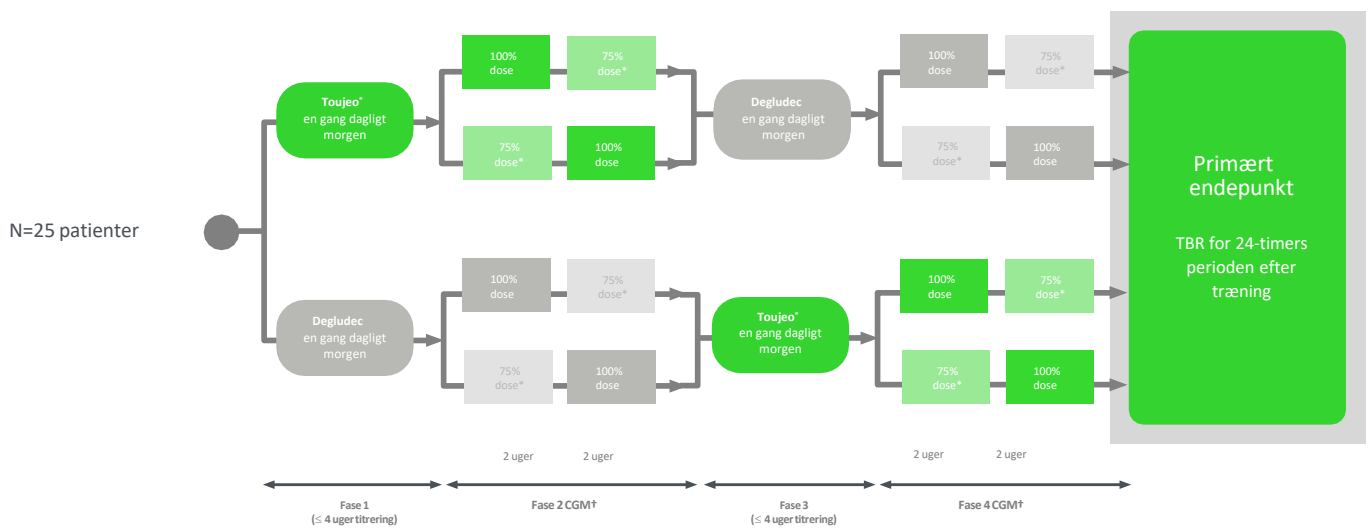 N=25 patienter
Toujeo*
en gang dagligt
morgen
100%
dose
75%
dose*
75%
dose*
100%
dose
Degludec
en gang dagligt
morgen
100%
dose
75%
dose*
75%
dose*
100%
dose
Degludec
en gang dagligt
morgen
100%
dose
75%
dose*
75%
dose*
100%
dose
Toujeo*
en gang dagligt
morgen
100%
dose
75%
dose*
75%
dose*
100%
dose
Primært
endepunkt
TBR for 24-timers
perioden efter
træning
2 uger
2 uger
2 uger
2 uger
Fase 1
(≤ 4 uger titrering)
Fase 2 CGM†
Fase 3
(≤ 4 uger titrering)
Fase 4 CGM†